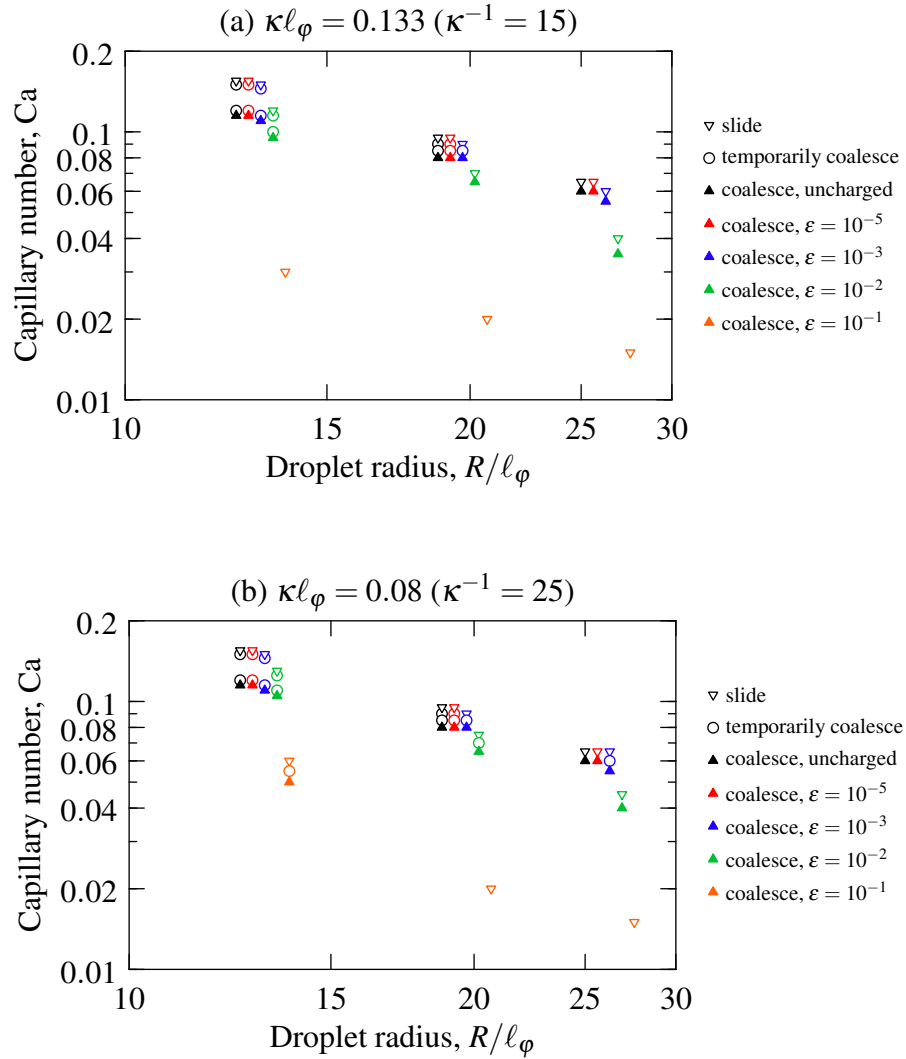 (a) κℓφ = 0.133 (κ⁻¹ = 15)
Capillary number, Ca
0.2
0.1
0.08
0.06
0.04
0.02
0.01
10
15
20
25
30
Droplet radius, R/ℓφ
slide
temporarily coalesce
coalesce, uncharged
coalesce, ε = 10⁻⁵
coalesce, ε = 10⁻³
coalesce, ε = 10⁻²
coalesce, ε = 10⁻¹
(b) κℓφ = 0.08 (κ⁻¹ = 25)
Capillary number, Ca
0.2
0.1
0.08
0.06
0.04
0.02
0.01
10
15
20
25
30
Droplet radius, R/ℓφ
slide
temporarily coalesce
coalesce, uncharged
coalesce, ε = 10⁻⁵
coalesce, ε = 10⁻³
coalesce, ε = 10⁻²
coalesce, ε = 10⁻¹